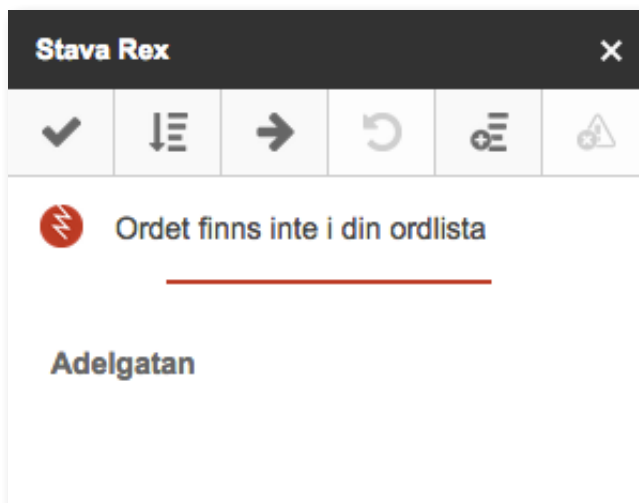 Stava Rex
Ordet finns inte i din ordlista
Adelgatan